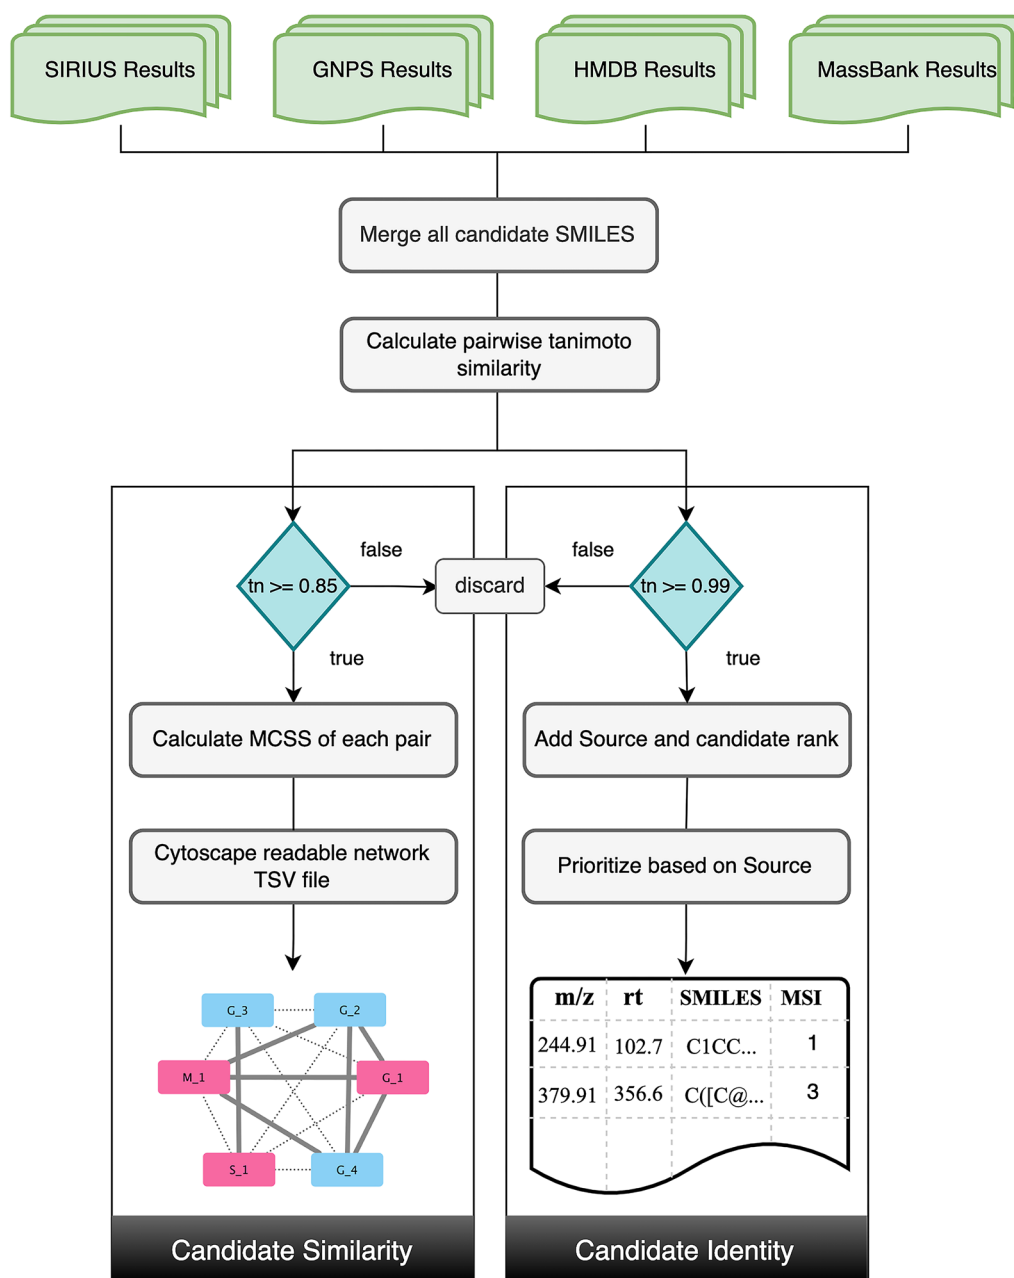 SIRIUS Results
GNPS Results
HMDB Results
MassBank Results
Merge all candidate SMILES
Calculate pairwise tanimoto
similarity
false
false
tn >= 0.85
discard
tn >= 0.99
true
true
Calculate MCSS of each pair
Add Source and candidate rank
Cytoscape readable network
TSV file
Prioritize based on Source
G_3
G_2
M_1
G_1
S_1
G_4
m/z rt SMILES MSI
244.91 102.7 C1CC... 1
379.91 356.6 C([C@... 3
Candidate Similarity
Candidate Identity